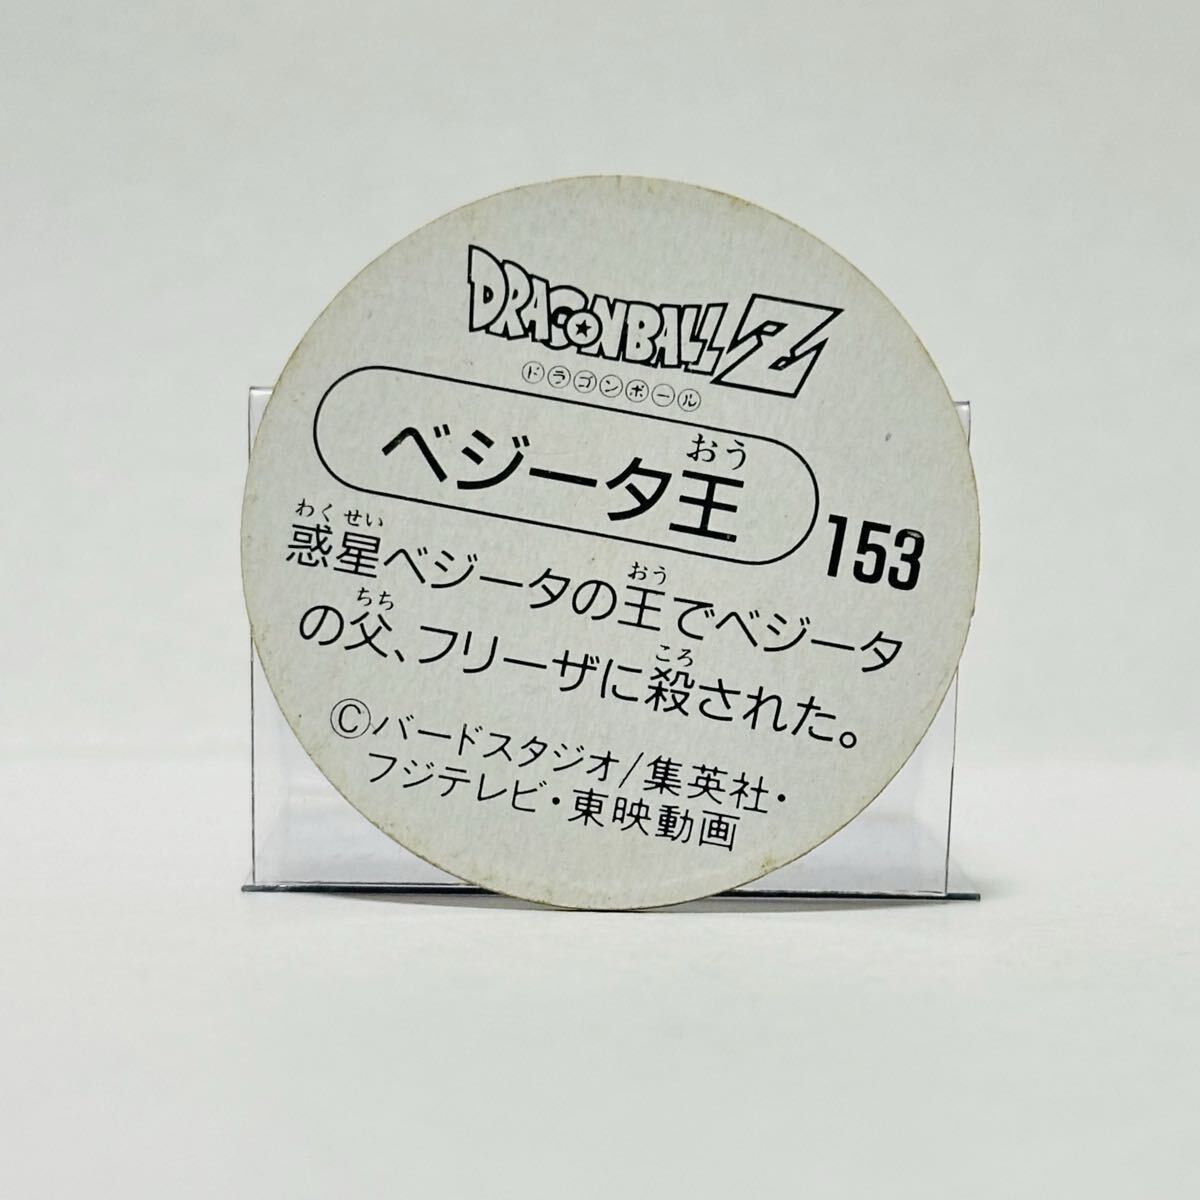 DRAGONBALL Z
ドラゴンボール
おう
ベジータ王
153
わくせい おう
惑星ベジータの王でベジータ
ちち ころ
の父、フリーザに殺された。
©バードスタジオ/集英社・
フジテレビ・東映動画